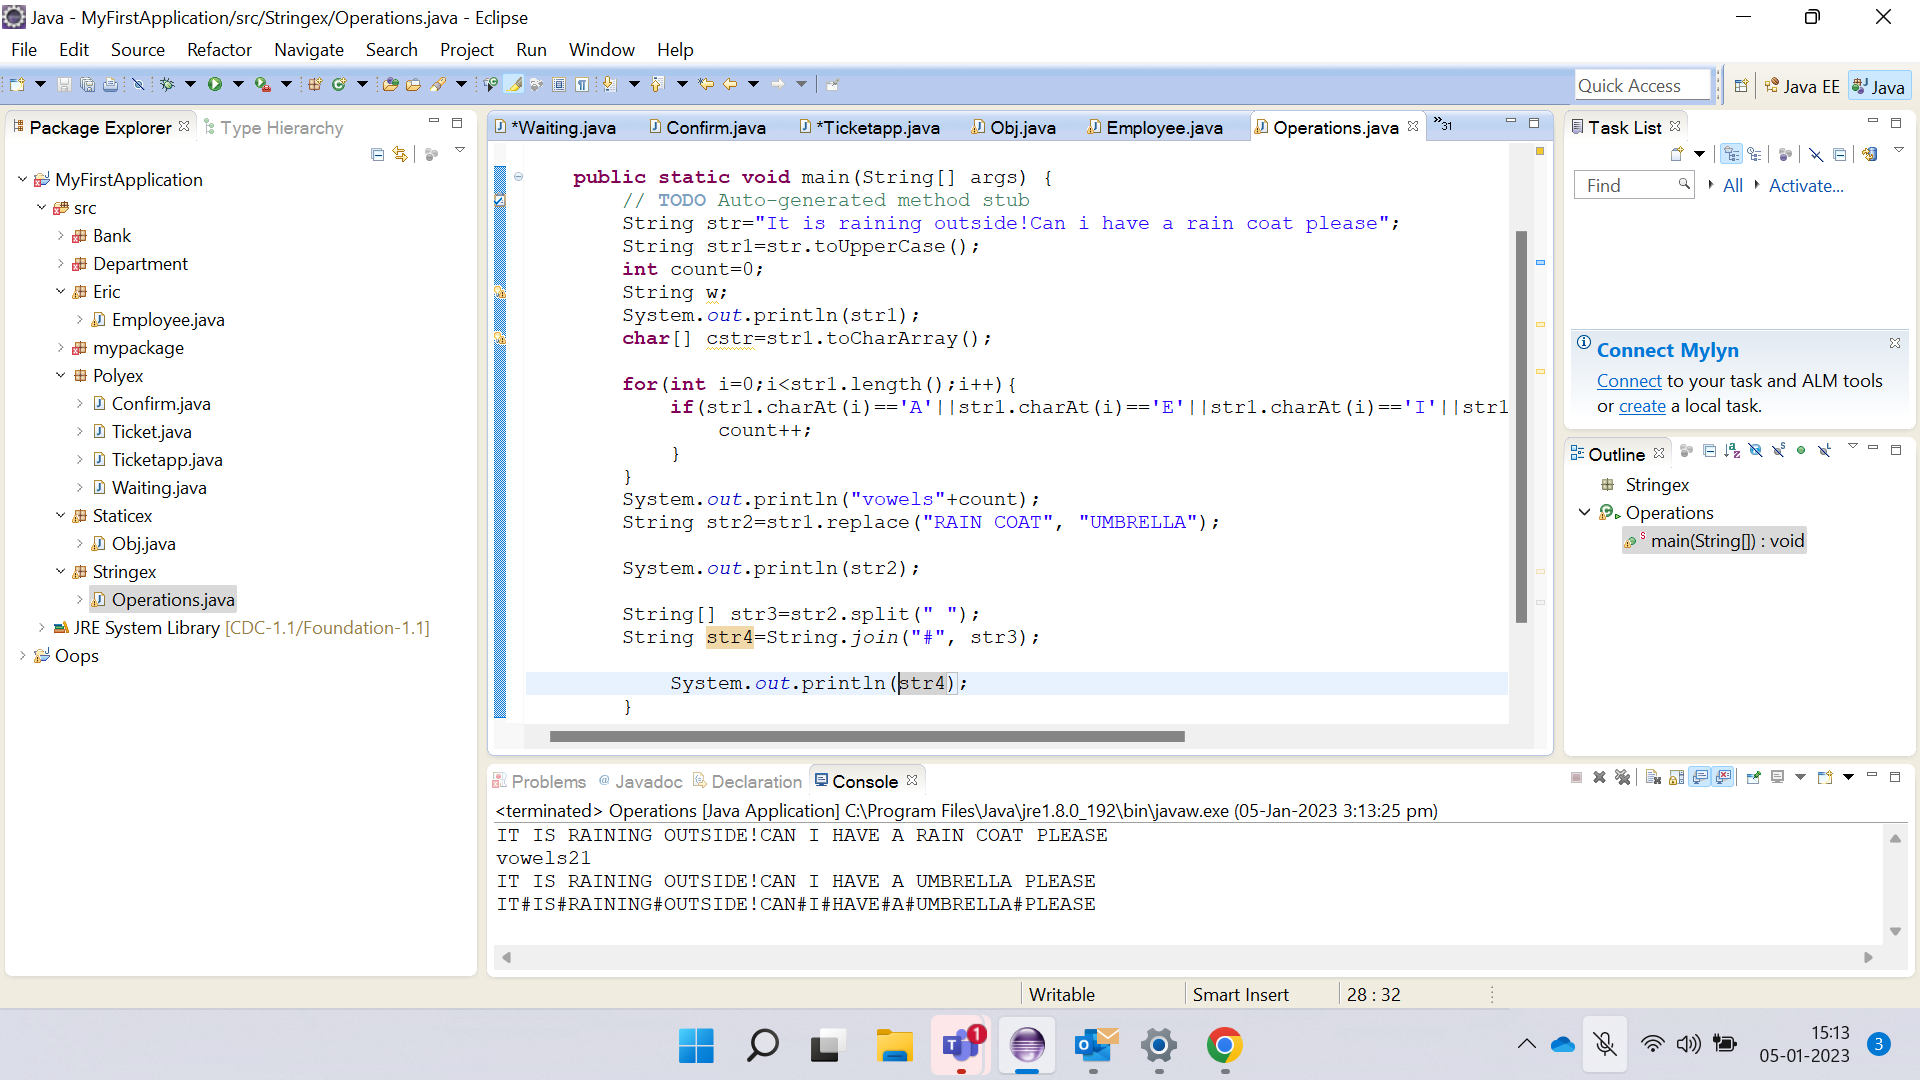 Java - MyFirstApplication/src/Stringex/Operations.java - Eclipse
File Edit Source Refactor Navigate Search Project Run Window Help
Quick Access
Java EE
Java
Package Explorer
Type Hierarchy
MyFirstApplication
src
Bank
Department
Eric
Employee.java
mypackage
Polyex
Confirm.java
Ticket.java
Ticketapp.java
Waiting.java
Staticex
Obj.java
Stringex
Operations.java
JRE System Library [CDC-1.1/Foundation-1.1]
Oops
*Waiting.java
Confirm.java
*Ticketapp.java
Obj.java
Employee.java
Operations.java
»31
public static void main(String[] args) {
// TODO Auto-generated method stub
String str="It is raining outside!Can i have a rain coat please";
String str1=str.toUpperCase();
int count=0;
String w;
System.out.println(str1);
char[] cstr=str1.toCharArray();
for(int i=0;i<str1.length();i++){
if(str1.charAt(i)=='A'||str1.charAt(i)=='E'||str1.charAt(i)=='I'||str1
count++;
}
}
System.out.println("vowels"+count);
String str2=str1.replace("RAIN COAT", "UMBRELLA");
System.out.println(str2);
String[] str3=str2.split(" ");
String str4=String.join("#", str3);
System.out.println(str4);
}
Task List
Find
All
Activate...
Connect Mylyn
Connect to your task and ALM tools
or create a local task.
Outline
Stringex
Operations
main(String[]) : void
Problems
@ Javadoc
Declaration
Console
<terminated> Operations [Java Application] C:\Program Files\Java\jre1.8.0_192\bin\javaw.exe (05-Jan-2023 3:13:25 pm)
IT IS RAINING OUTSIDE!CAN I HAVE A RAIN COAT PLEASE
vowels21
IT IS RAINING OUTSIDE!CAN I HAVE A UMBRELLA PLEASE
IT#IS#RAINING#OUTSIDE!CAN#I#HAVE#A#UMBRELLA#PLEASE
Writable
Smart Insert
28 : 32
1
15:13
05-01-2023
3